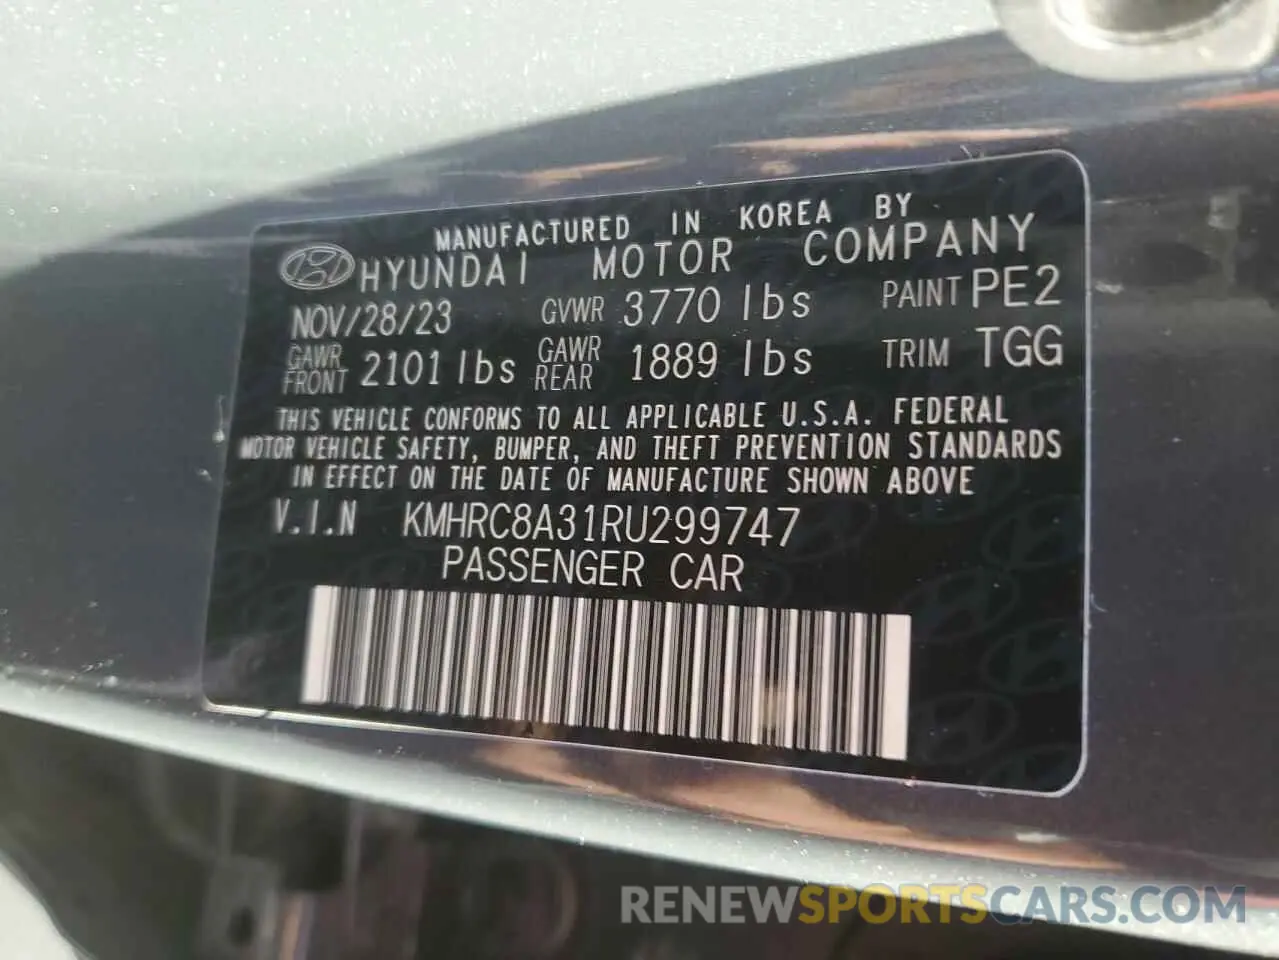 MANUFACTURED IN KOREA BY
HYUNDAI MOTOR COMPANY
NOV/28/23 GVWR 3770 lbs PAINT PE2
GAWR FRONT 2101 lbs GAWR REAR 1889 lbs TRIM TGG
THIS VEHICLE CONFORMS TO ALL APPLICABLE U.S.A. FEDERAL
MOTOR VEHICLE SAFETY, BUMPER, AND THEFT PREVENTION STANDARDS
IN EFFECT ON THE DATE OF MANUFACTURE SHOWN ABOVE
V.I.N KMHRC8A31RU299747
PASSENGER CAR
RENEWSPORTSCARS.COM